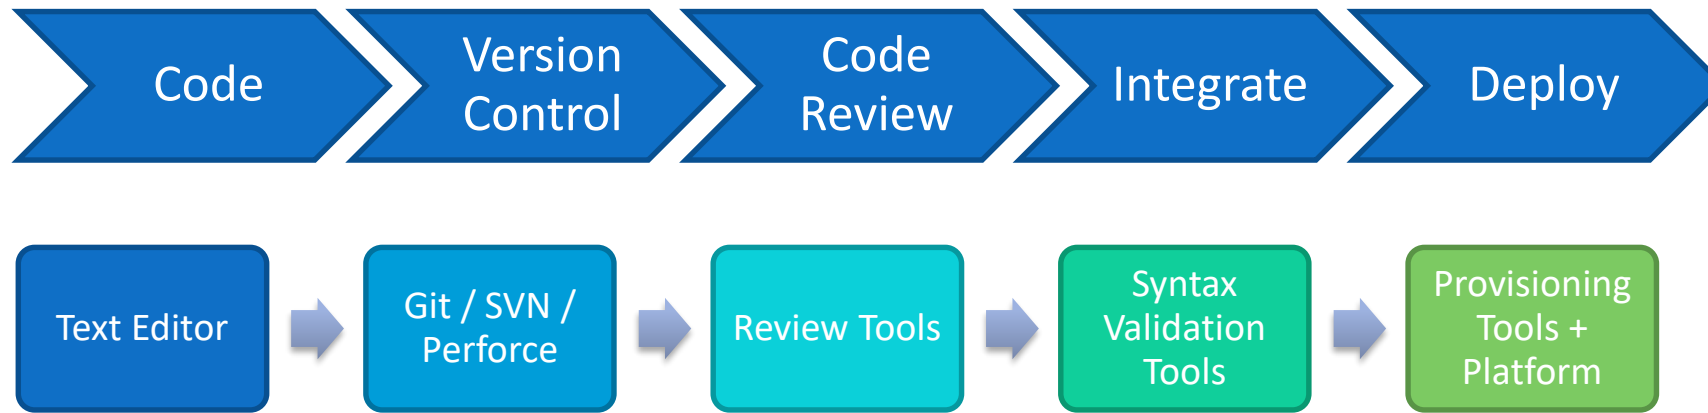 Code
Version
Control
Code
Review
Integrate
Deploy
Text Editor
Git / SVN /
Perforce
Review Tools
Syntax
Validation
Tools
Provisioning
Tools +
Platform